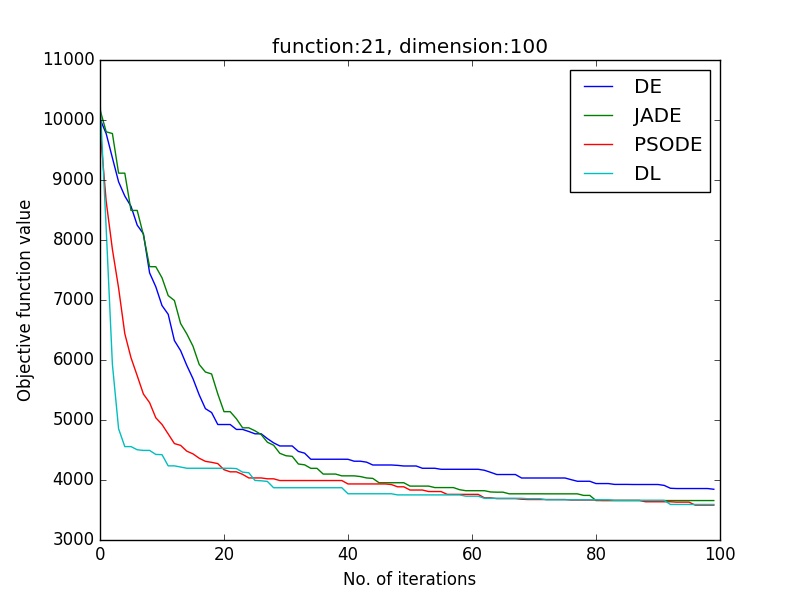 function:21, dimension:100
11000
10000
9000
8000
7000
6000
5000
4000
3000
Objective function value
DE
JADE
PSODE
DL
0
20
40
60
80
100
No. of iterations